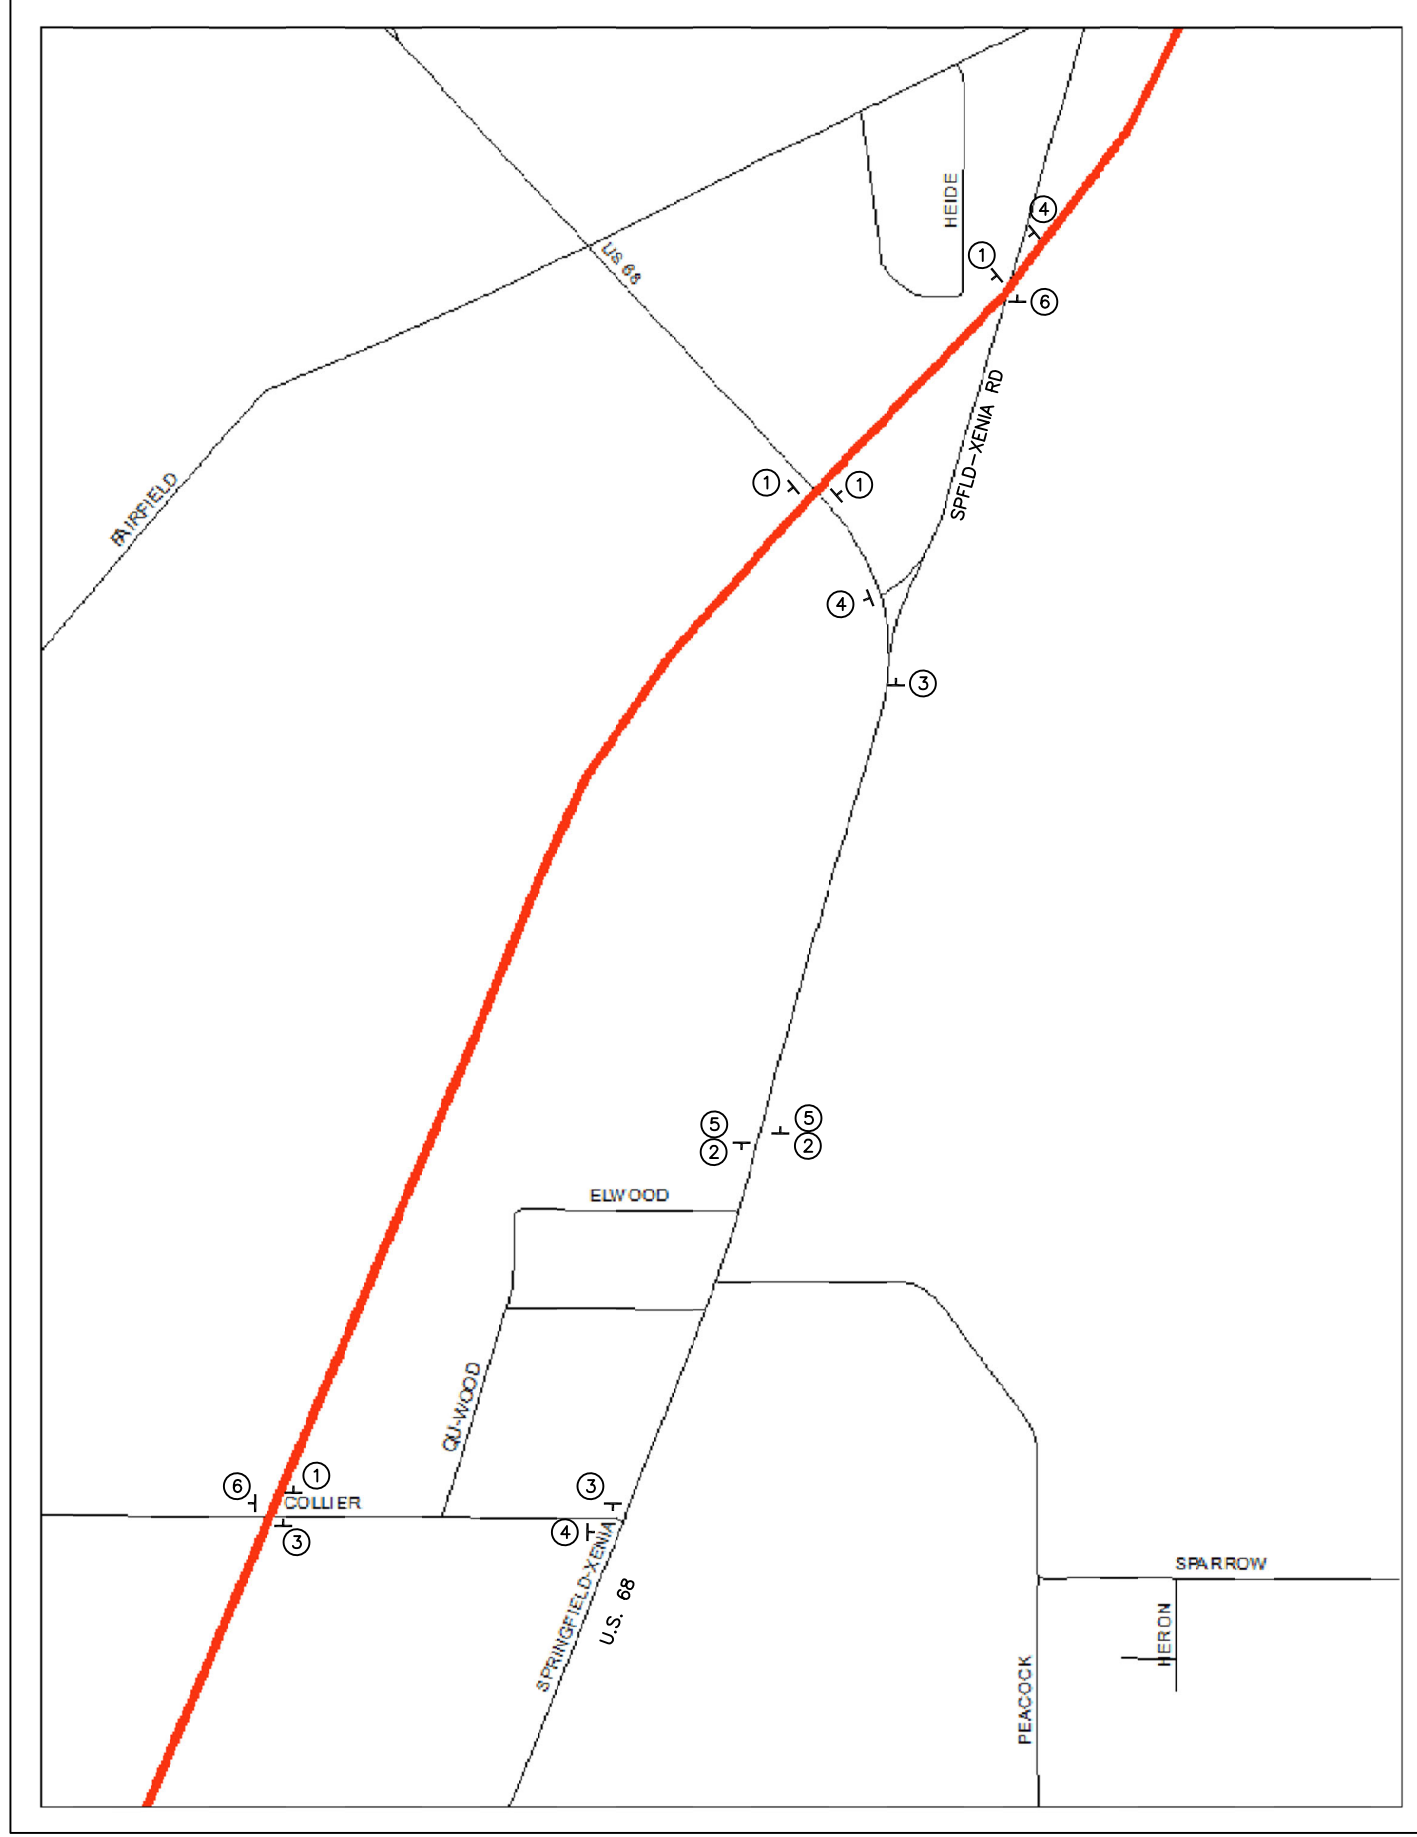 HEIDE
4
1
6
US 68
SPFLD-XENIA RD
FAIRFIELD
1
1
4
3
5
5
2
2
ELWOOD
QU-WOOD
6
1
3
COLLIER
4
3
SPRINGFIELD-XENIA
U.S. 68
SPARROW
HERON
PEACOCK